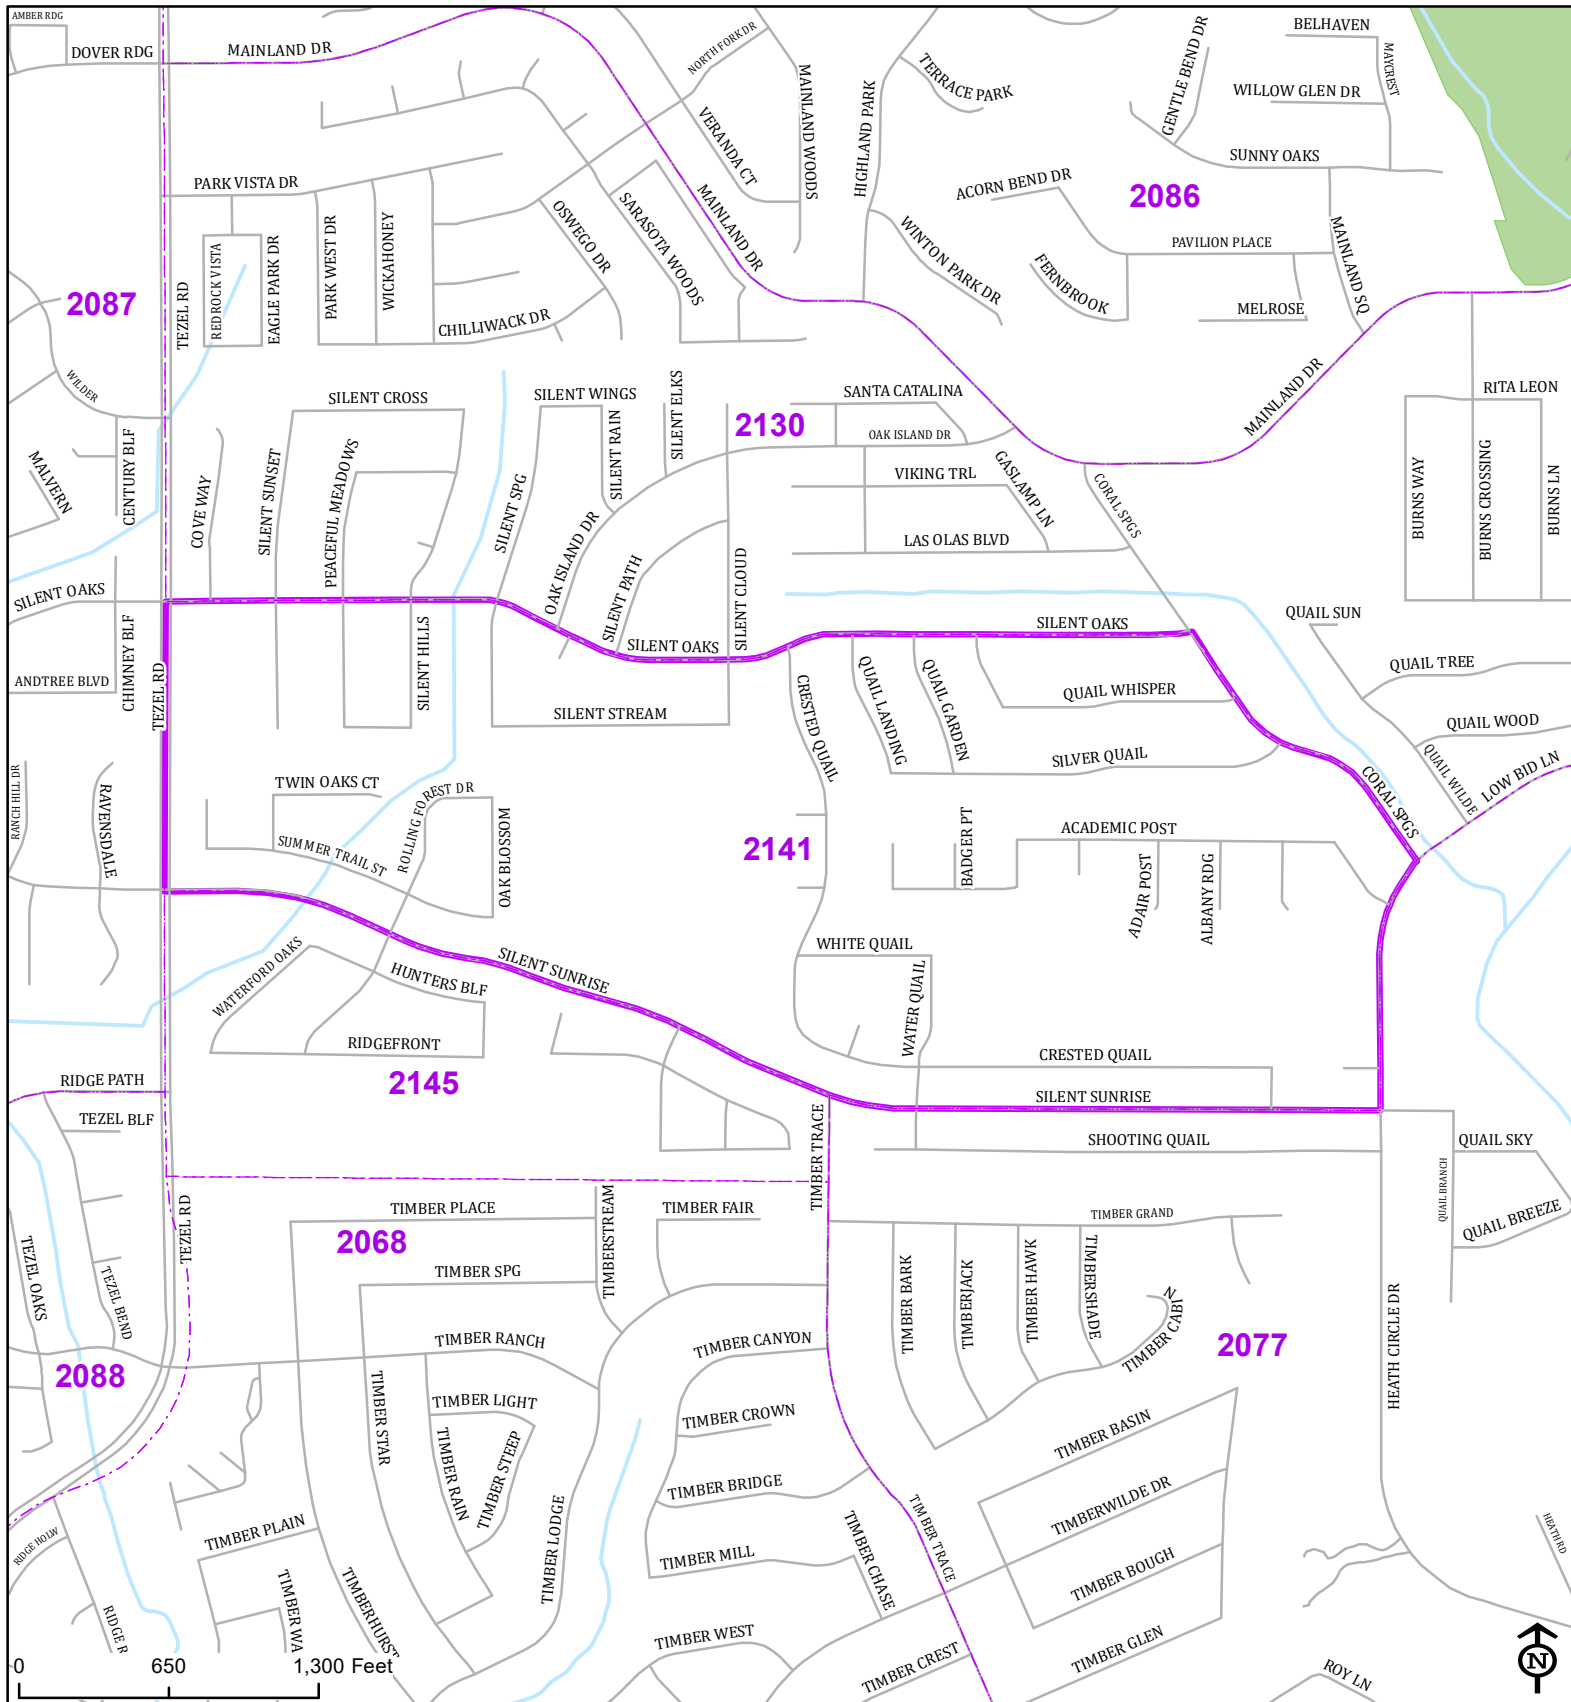 AMBER RDG
DOVER RDG
MAINLAND DR
NORTH FORK DR
MAINLAND WOODS
HIGHLAND PARK
TERRACE PARK
GENTLE BEND DR
BELHAVEN
MAYCREST
WILLOW GLEN DR
SUNNY OAKS
VERANDA CT
PARK VISTA DR
ACORN BEND DR
2086
OSWEGO DR
SARASOTA WOODS
MAINLAND DR
WINTON PARK DR
FERNBROOK
PAVILION PLACE
MAINLAND SQ
MELROSE
2087
TEZEL RD
REDROCK VISTA
EAGLE PARK DR
PARK WEST DR
WICKAHONEY
CHILLIWACK DR
WILDER
SILENT CROSS
SILENT WINGS
SILENT ELKS
SANTA CATALINA
MAINLAND DR
RITA LEON
2130
OAK ISLAND DR
MALVERN
CENTURY BLF
COVE WAY
SILENT SUNSET
PEACEFUL MEADOWS
SILENT SPG
SILENT RAIN
VIKING TRL
GASLAMP LN
CORAL SPGS
BURNS WAY
BURNS CROSSING
BURNS LN
OAK ISLAND DR
SILENT PATH
SILENT CLOUD
LAS OLAS BLVD
SILENT OAKS
CHIMNEY BLF
SILENT HILLS
SILENT OAKS
SILENT OAKS
QUAIL SUN
ANDTREE BLVD
TEZEL RD
QUAIL TREE
CRESTED QUAIL
QUAIL LANDING
QUAIL GARDEN
QUAIL WHISPER
SILENT STREAM
QUAIL WOOD
SILVER QUAIL
QUAIL WILDE
LOW BID LN
RANCH HILL DR
RAVENSDALE
TWIN OAKS CT
ROLLING FOREST DR
OAK BLOSSOM
CORAL SPGS
SUMMER TRAIL ST
2141
BADGER PT
ACADEMIC POST
ADAIR POST
ALBANY RDG
WATERFORD OAKS
HUNTERS BLF
SILENT SUNRISE
WHITE QUAIL
WATER QUAIL
RIDGEFRONT
CRESTED QUAIL
RIDGE PATH
2145
SILENT SUNRISE
TEZEL BLF
TIMBER TRACE
SHOOTING QUAIL
QUAIL SKY
QUAIL BRANCH
TEZEL RD
TIMBER PLACE
TIMBERSTREAM
TIMBER FAIR
TIMBER GRAND
QUAIL BREEZE
2068
TEZEL OAKS
TEZEL BEND
TIMBER SPG
TIMBER BARK
TIMBERJACK
TIMBER HAWK
TIMBERSHADE
TIMBER CABIN
HEATH CIRCLE DR
TIMBER RANCH
TIMBER CANYON
2077
2088
TIMBER STAR
TIMBER LIGHT
TIMBER CROWN
TIMBER BASIN
TIMBER RAIN
TIMBER STEEP
TIMBER BRIDGE
TIMBERWILDE DR
TIMBER LODGE
TIMBER TRACE
RIDGE HOLW
TIMBER PLAIN
TIMBER MILL
TIMBER CHASE
TIMBER BOUGH
HEATH RD
TIMBERHURST
TIMBER WA
RIDGE R
TIMBER WEST
TIMBER CREST
TIMBER GLEN
ROY LN
0 650 1,300 Feet
N